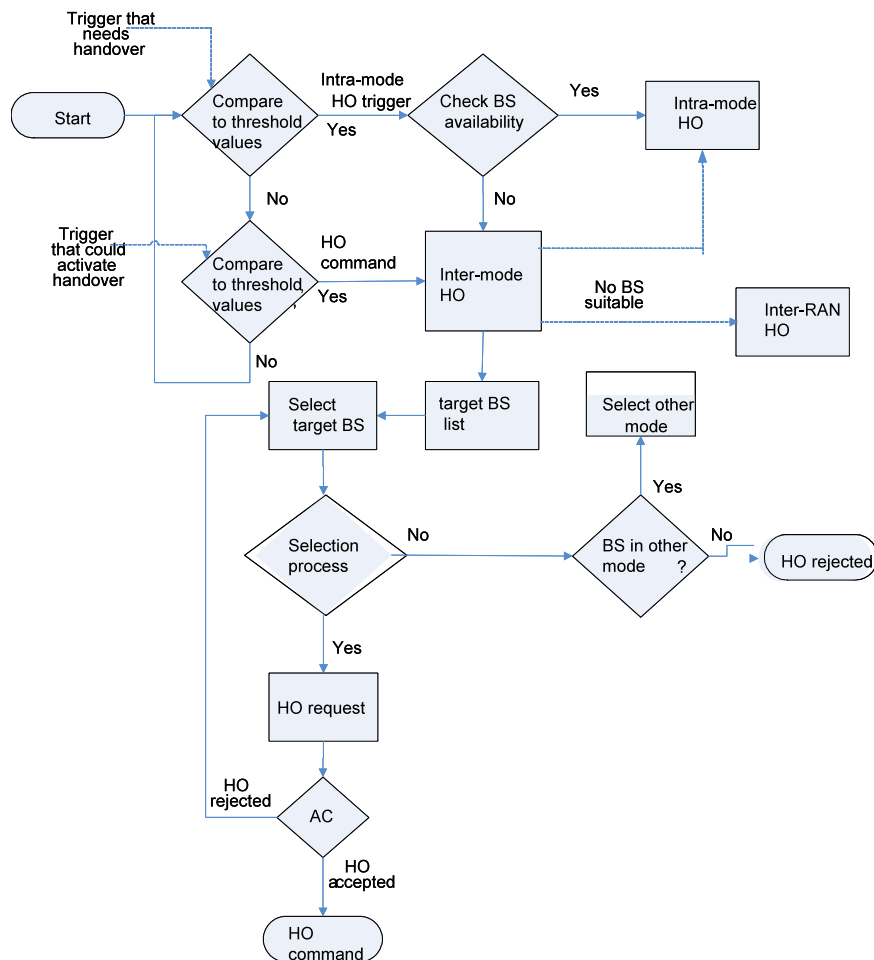 Trigger that
needs
handover
Start
Compare
to threshold
values
Intra-mode
HO trigger
Yes
Check BS
availability
Yes
Intra-mode
HO
No
No
Trigger
that could
activate
handover
Compare
to threshold
values
HO
command
Yes
Inter-mode
HO
No BS
suitable
Inter-RAN
HO
No
Select
target BS
target BS
list
Select other
mode
Yes
Selection
process
No
BS in other
mode ?
No
HO rejected
Yes
HO request
HO
rejected
AC
HO
accepted
HO
command